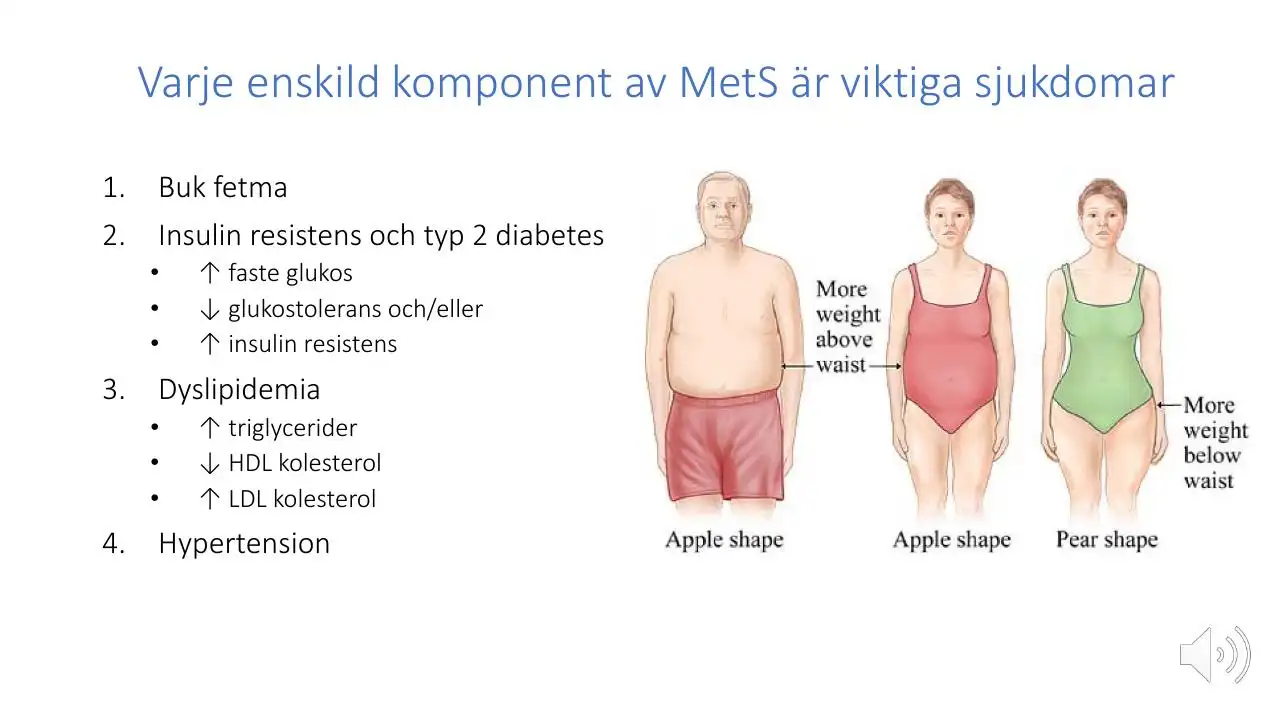 Varje enskild komponent av MetS är viktiga sjukdomar
1. Buk fetma
2. Insulin resistens och typ 2 diabetes
• ↑ faste glukos
• ↓ glukostolerans och/eller
• ↑ insulin resistens
3. Dyslipidemia
• ↑ triglycerider
• ↓ HDL kolesterol
• ↑ LDL kolesterol
4. Hypertension
More
weight
above
waist
More
weight
below
waist
Apple shape
Apple shape
Pear shape